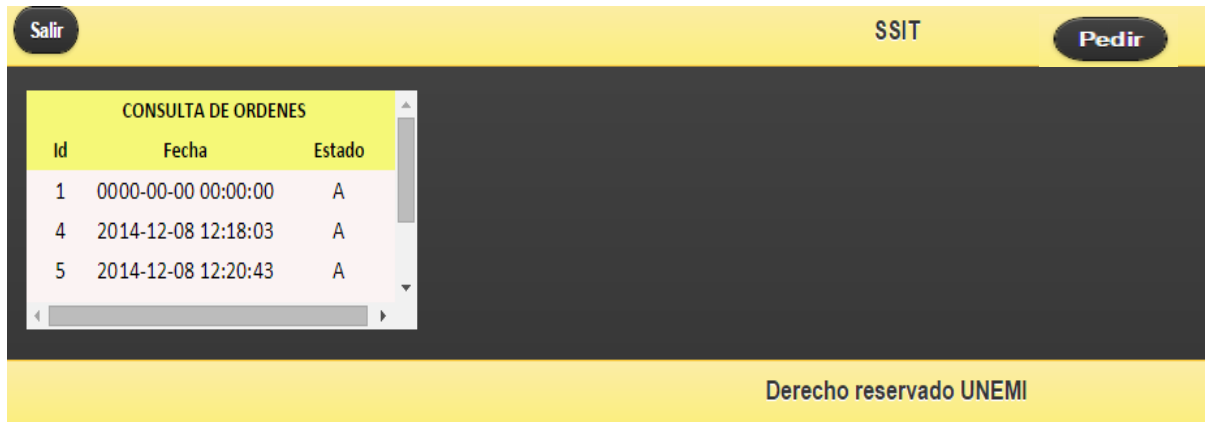 Salir SSIT Pedir
CONSULTA DE ORDENES
Id Fecha Estado
1 0000-00-00 00:00:00 A
4 2014-12-08 12:18:03 A
5 2014-12-08 12:20:43 A
Derecho reservado UNEMI